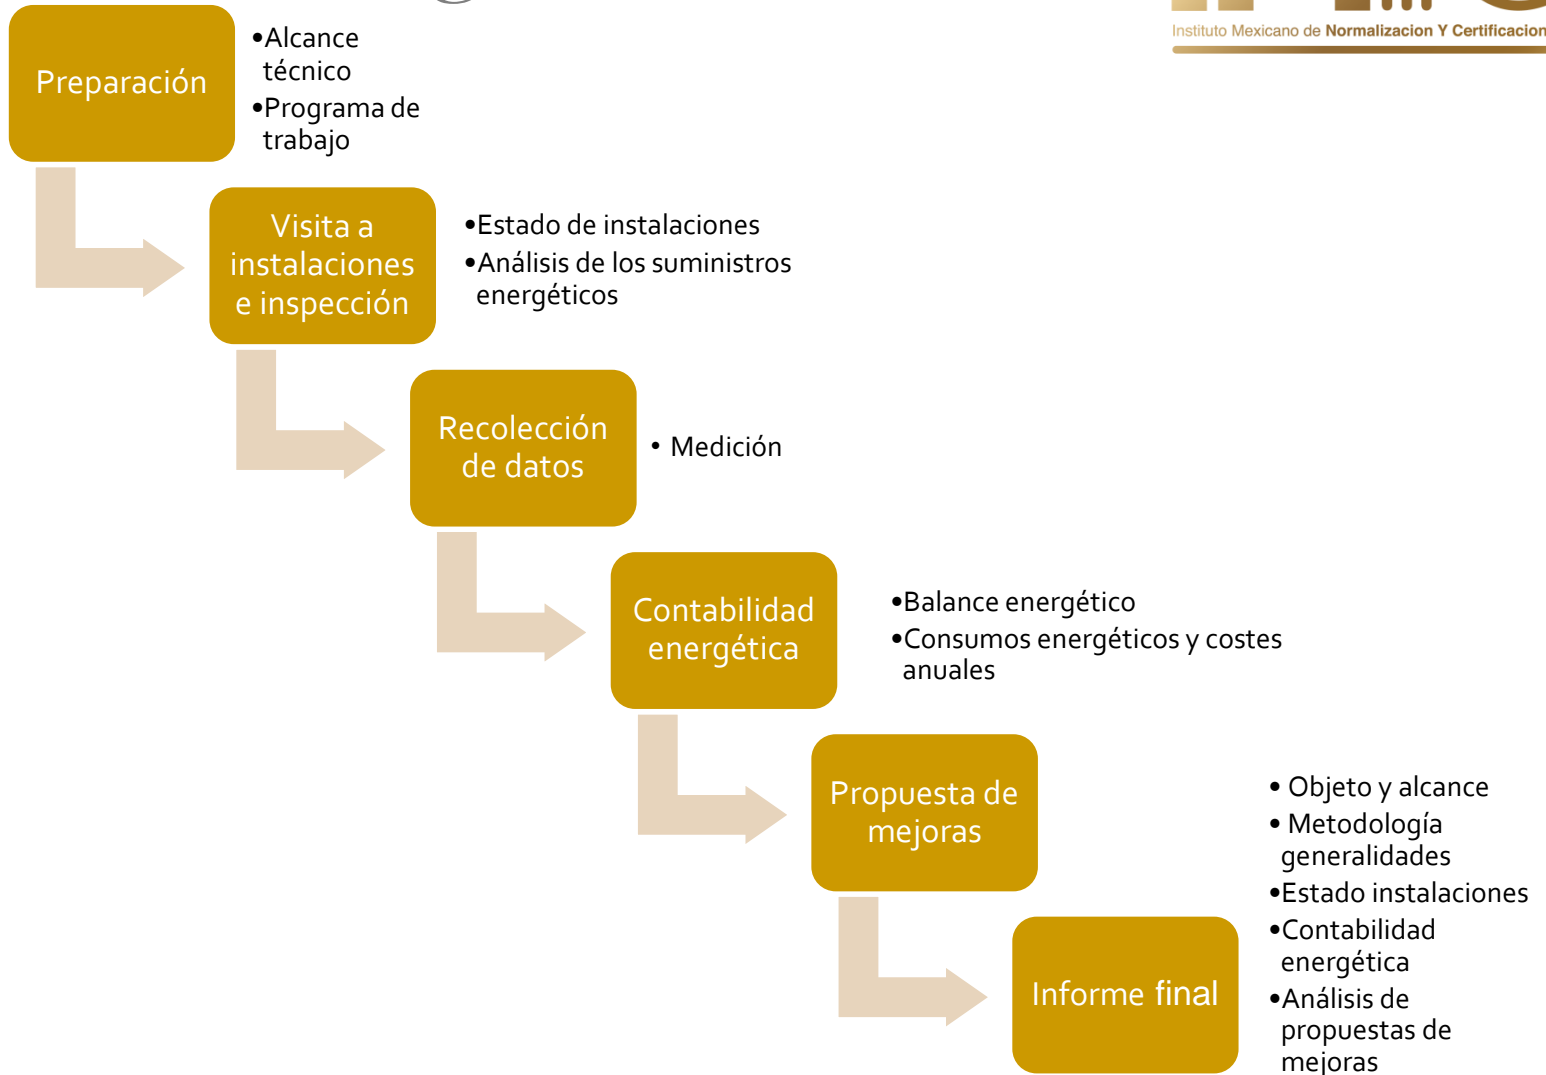 Instituto Mexicano de Normalizacion Y Certificacion
Preparación
•Alcance
técnico
•Programa de
trabajo
Visita a
instalaciones
e inspección
•Estado de instalaciones
•Análisis de los suministros
energéticos
Recolección
de datos
• Medición
Contabilidad
energética
•Balance energético
•Consumos energéticos y costes
anuales
Propuesta de
mejoras
Informe final
• Objeto y alcance
• Metodología
generalidades
•Estado instalaciones
•Contabilidad
energética
•Análisis de
propuestas de
mejoras